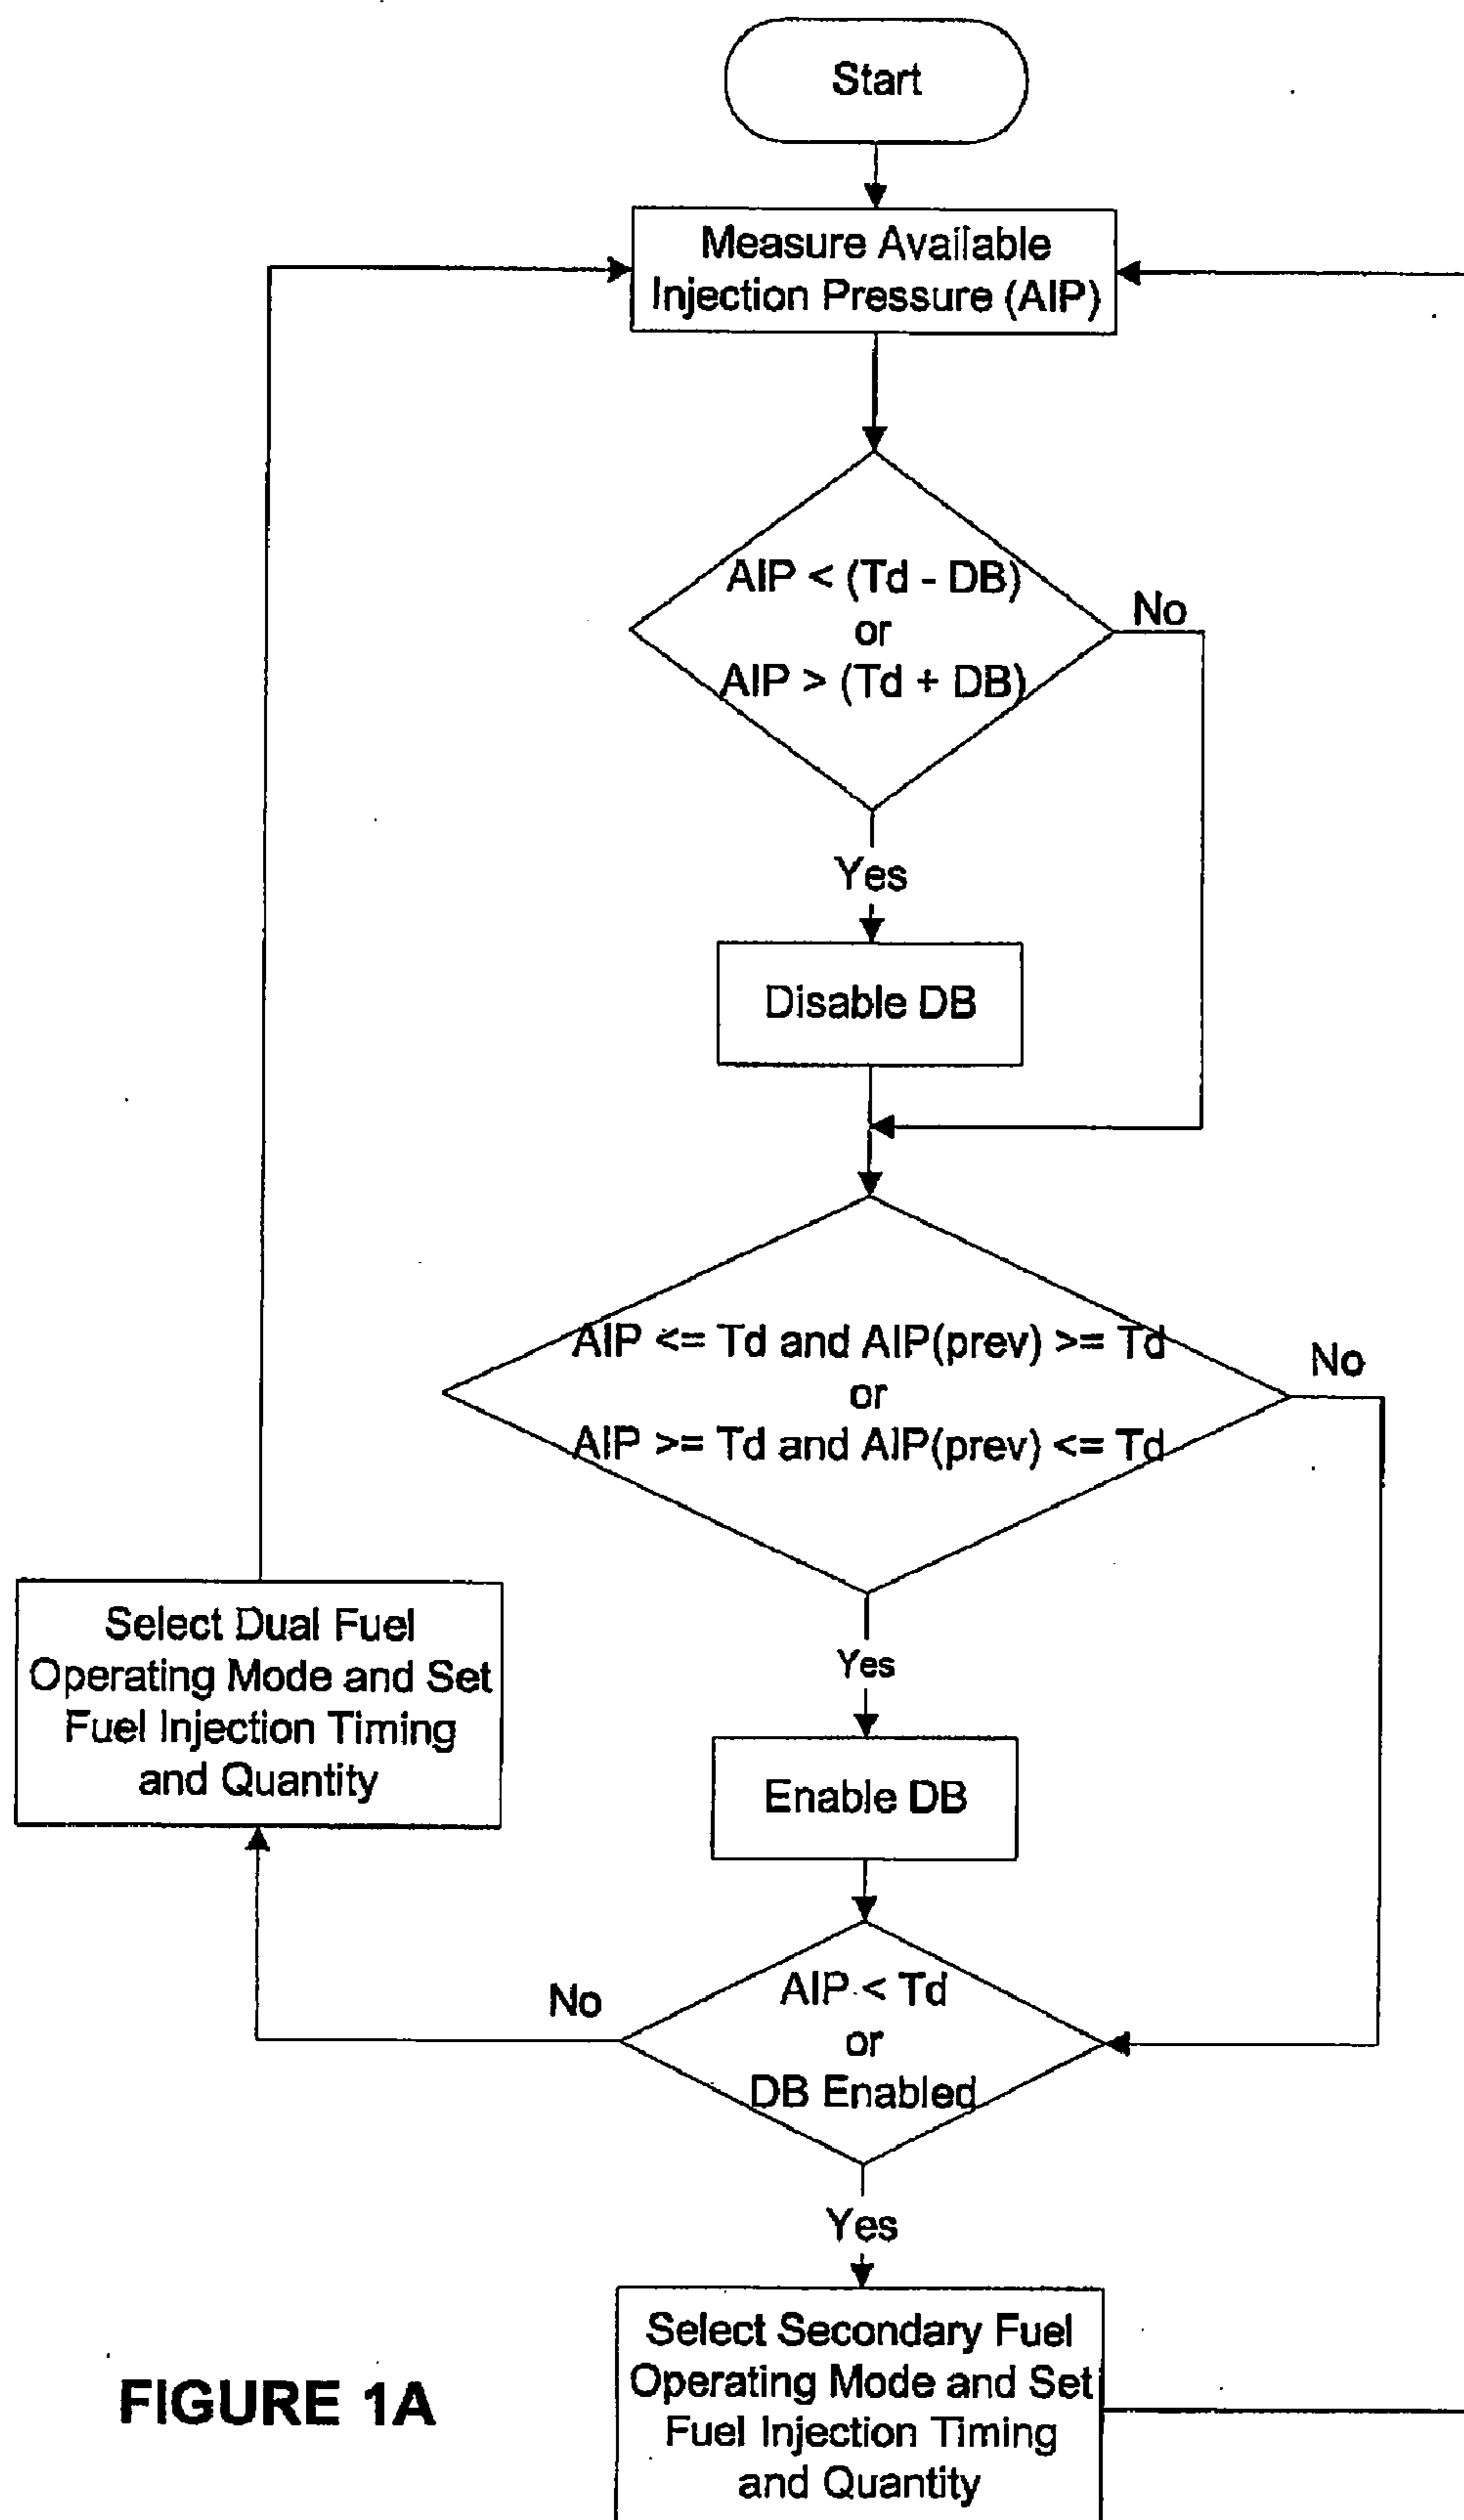 Start
Measure Available
Injection Pressure (AIP)
AIP < (Td - DB)
or
AIP > (Td + DB)
No
Yes
Disable DB
AIP <= Td and AIP(prev) >= Td
or
AIP >= Td and AIP(prev) <= Td
No
Yes
Select Dual Fuel
Operating Mode and Set
Fuel Injection Timing
and Quantity
Enable DB
AIP < Td
or
DB Enabled
No
Yes
Select Secondary Fuel
Operating Mode and Set
Fuel Injection Timing
and Quantity
FIGURE 1A